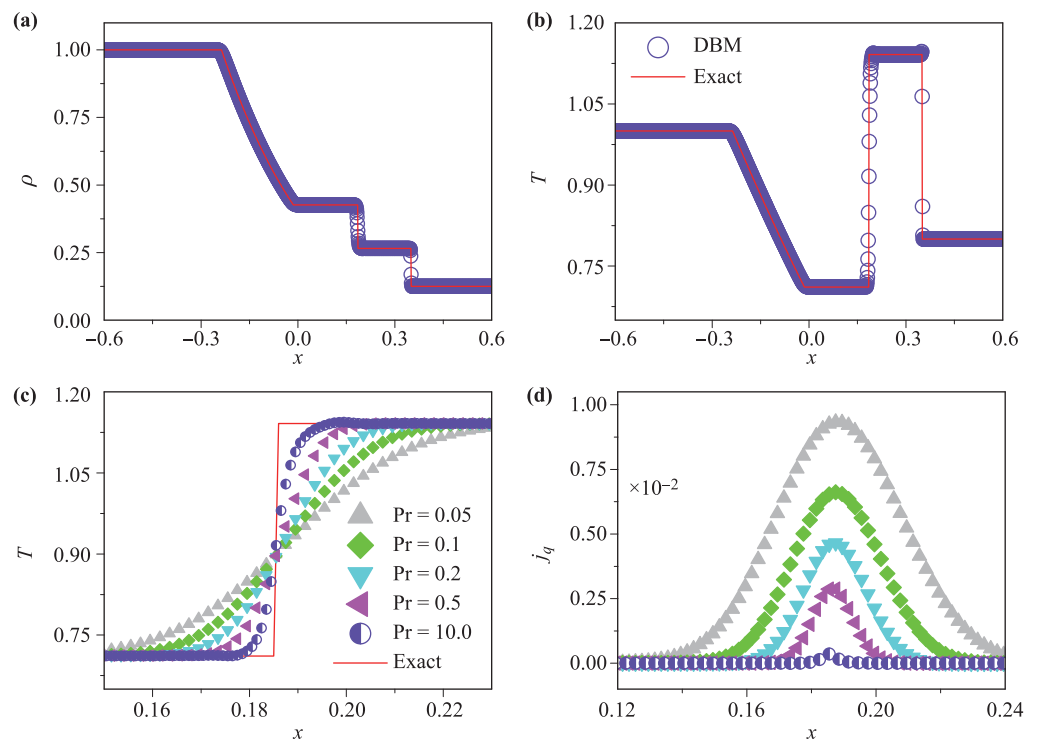 (a)
1.00
0.75
0.50
0.25
0.00
ρ
−0.6
−0.3
0.0
0.3
0.6
x
(b)
1.20
1.05
0.90
0.75
T
DBM
Exact
−0.6
−0.3
0.0
0.3
0.6
x
(c)
1.20
1.05
0.90
0.75
T
Pr = 0.05
Pr = 0.1
Pr = 0.2
Pr = 0.5
Pr = 10.0
Exact
0.16
0.18
0.20
0.22
x
(d)
1.00
0.75
0.50
0.25
0.00
×10−2
jq
0.12
0.16
0.20
0.24
x